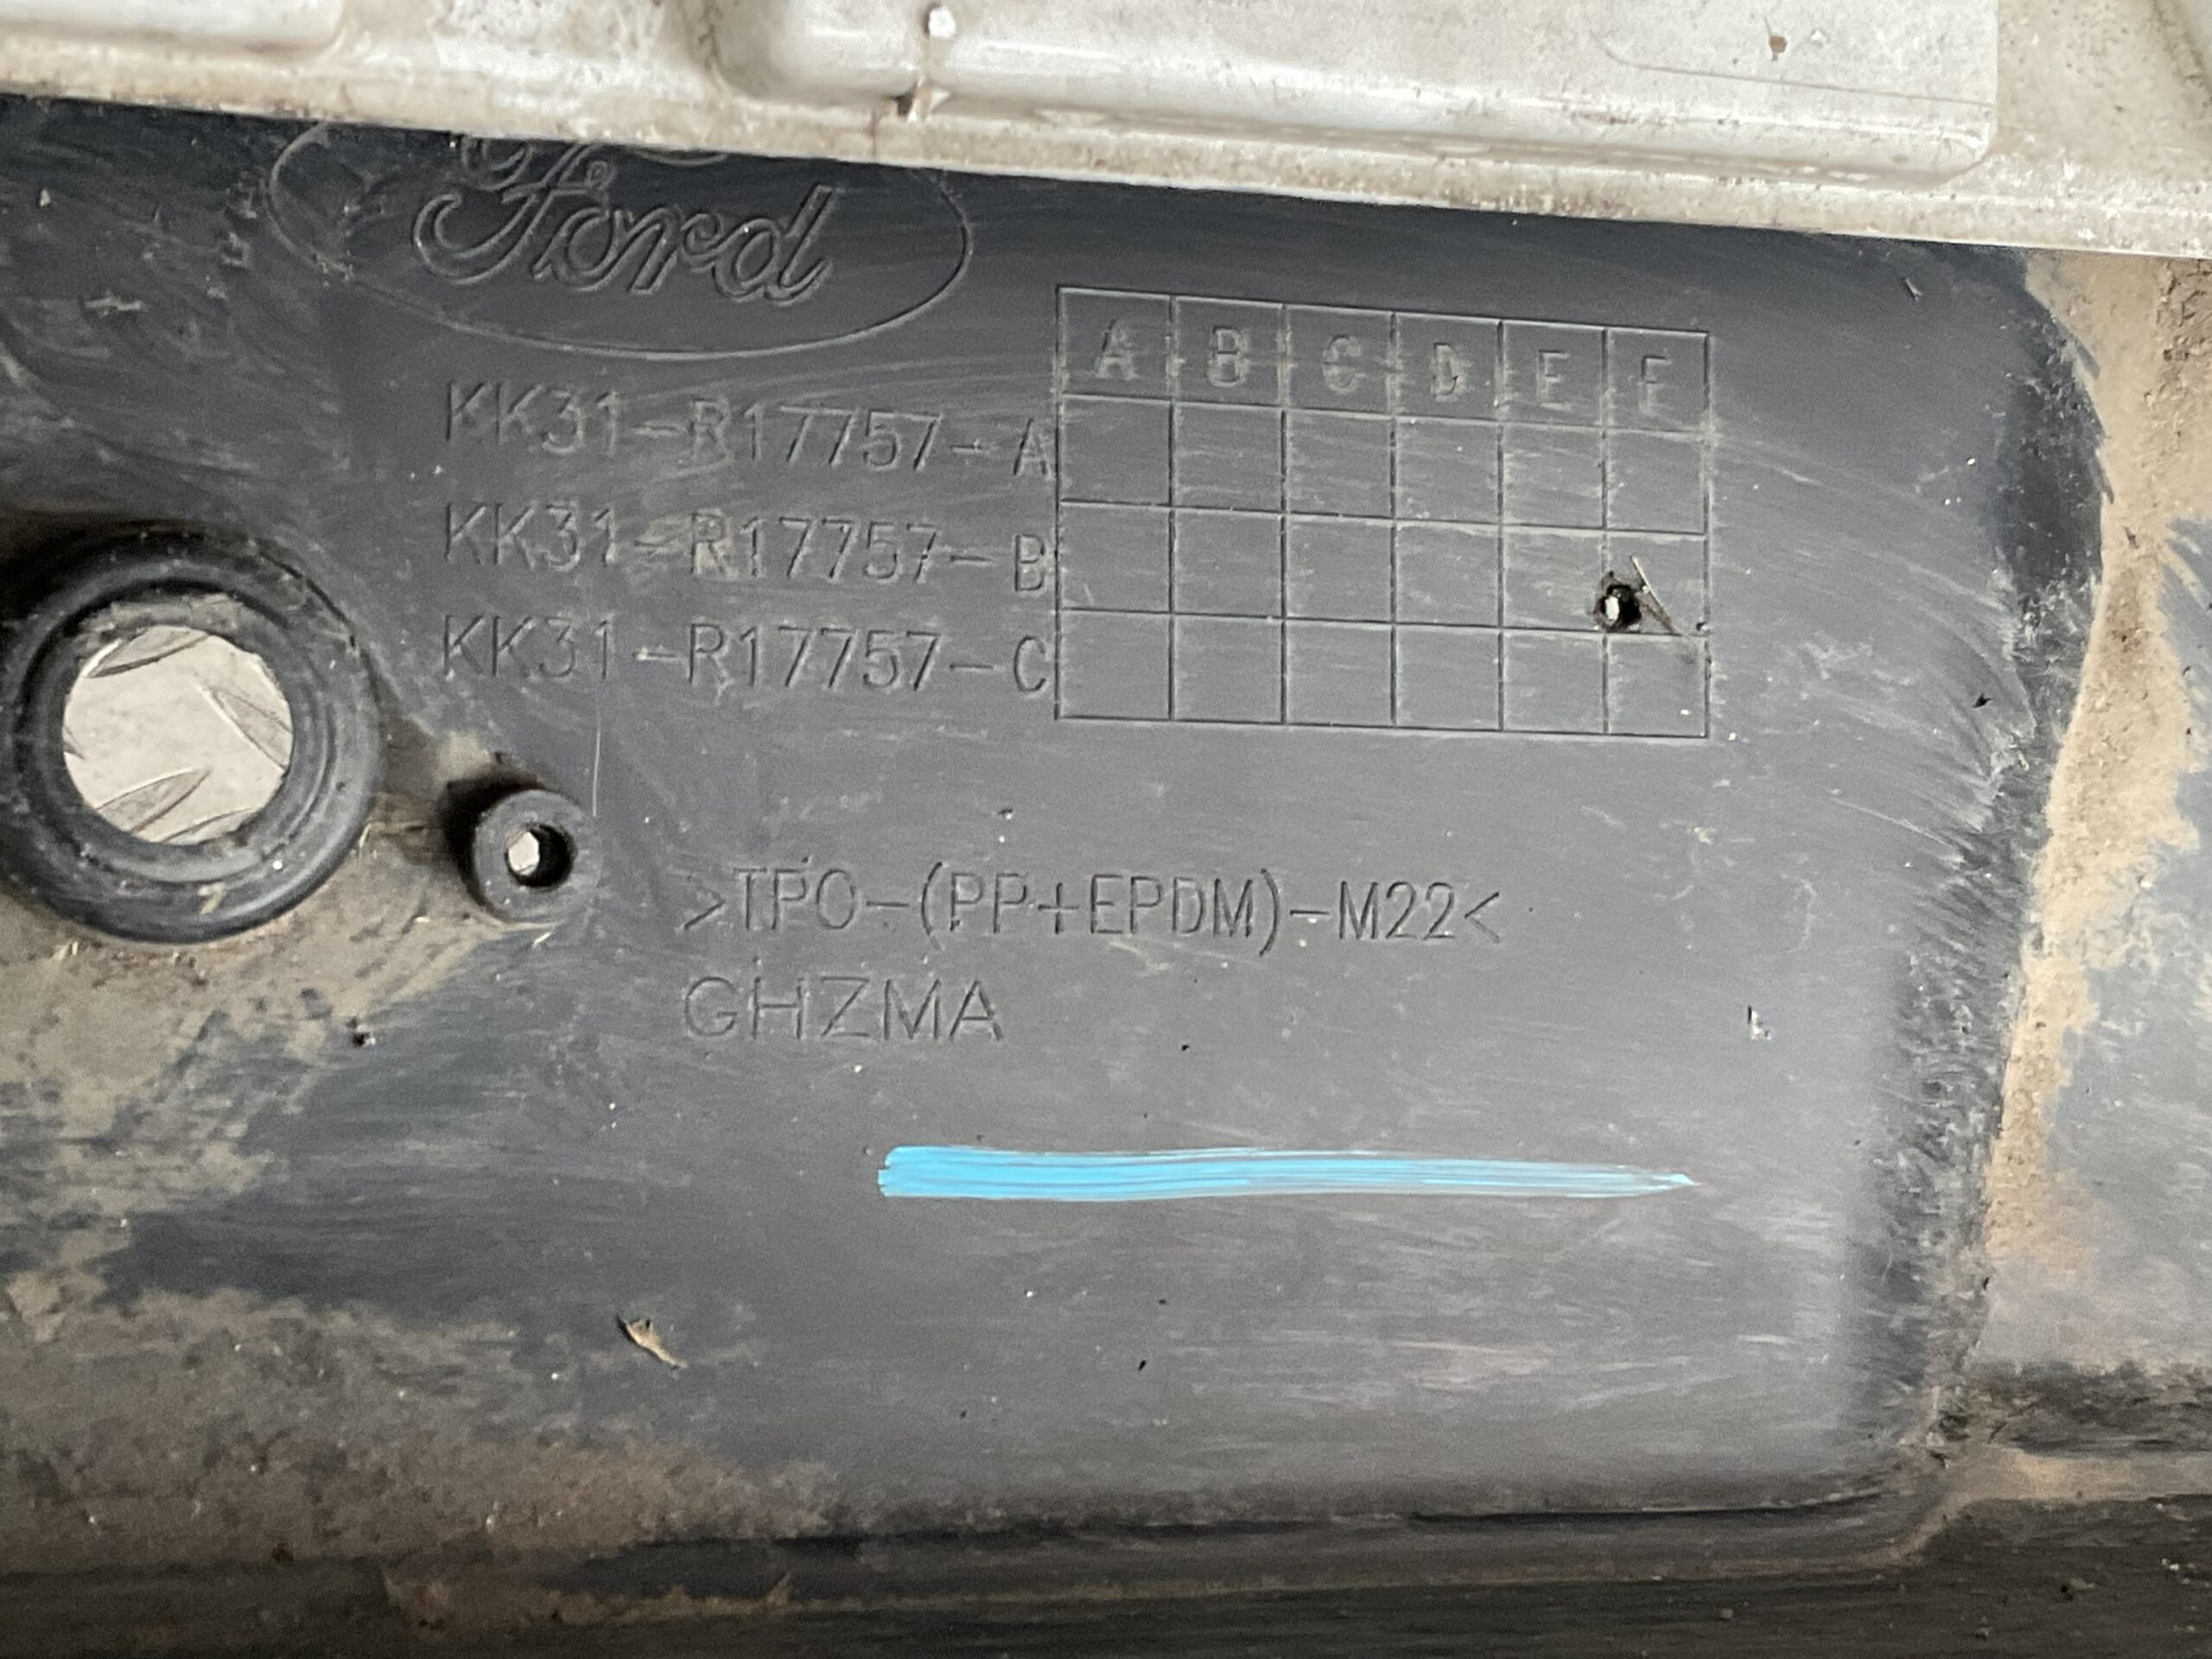 Ford
A B C D E F
KK31-R17757-A
KK31-R17757-B
KK31-R17757-C
>TPO-(PP+EPDM)-M22<
GHZMA